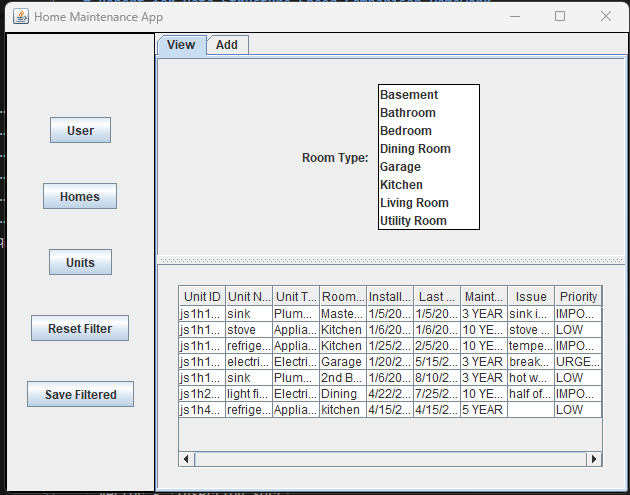 Home Maintenance App
View Add
User
Homes
Units
Reset Filter
Save Filtered
Room Type:
Basement
Bathroom
Bedroom
Dining Room
Garage
Kitchen
Living Room
Utility Room
Unit ID Unit N... Unit T... Room... Install... Last ... Maint... Issue Priority
js1h1... sink Plum... Maste... 1/5/20... 1/5/20... 3 YEAR sink i... IMPO...
js1h1... stove Applia... Kitchen 1/6/20... 1/6/20... 10 YE... stove ... LOW
js1h1... refrige... Applia... Kitchen 1/25/2... 2/5/20... 10 YE... tempe... IMPO...
js1h1... electri... Electri... Garage 1/20/2... 5/15/2... 3 YEAR break... URGE...
js1h1... sink Plum... 2nd B... 1/6/20... 8/10/2... 3 YEAR hot w... LOW
js1h2... light fi... Electri... Dining 4/22/2... 7/25/2... 10 YE... half of... IMPO...
js1h4... refrige... Applia... kitchen 4/15/2... 4/15/2... 5 YEAR LOW